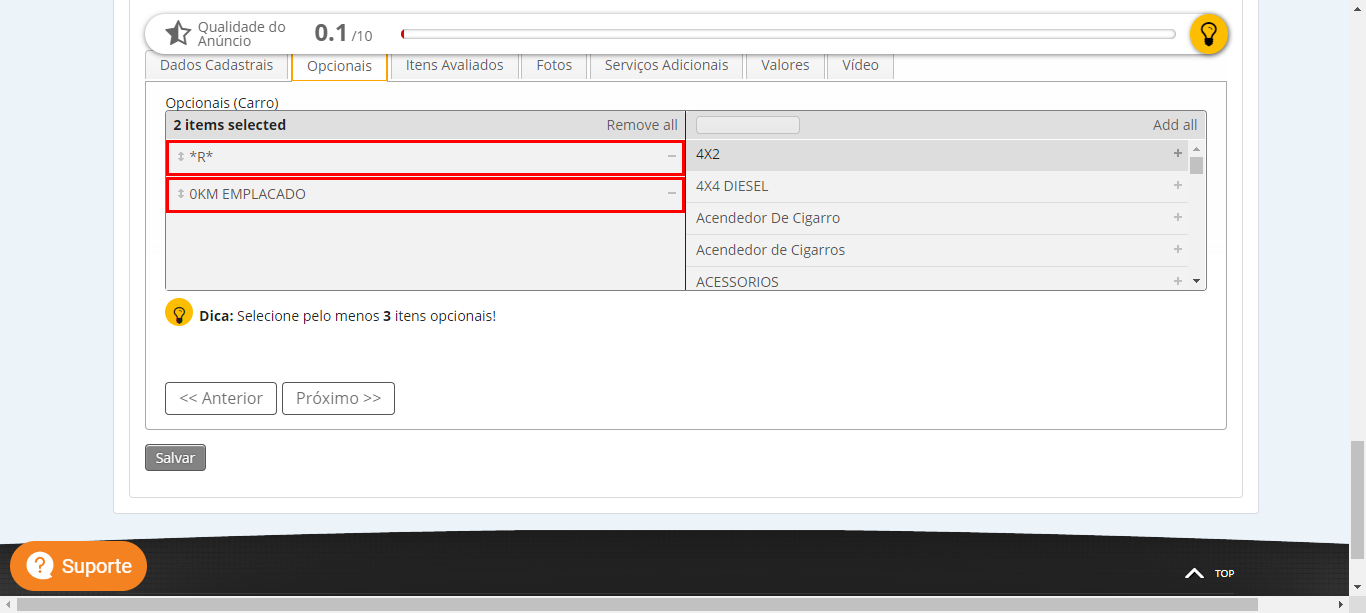 Qualidade do
Anúncio
0.1 /10
Dados Cadastrais
Opcionais
Itens Avaliados
Fotos
Serviços Adicionais
Valores
Vídeo
Opcionais (Carro)
2 items selected
Remove all
*R*
0KM EMPLACADO
Add all
4X2
4X4 DIESEL
Acendedor De Cigarro
Acendedor de Cigarros
ACESSORIOS
Dica: Selecione pelo menos 3 itens opcionais!
<< Anterior
Próximo >>
Salvar
? Suporte
TOP